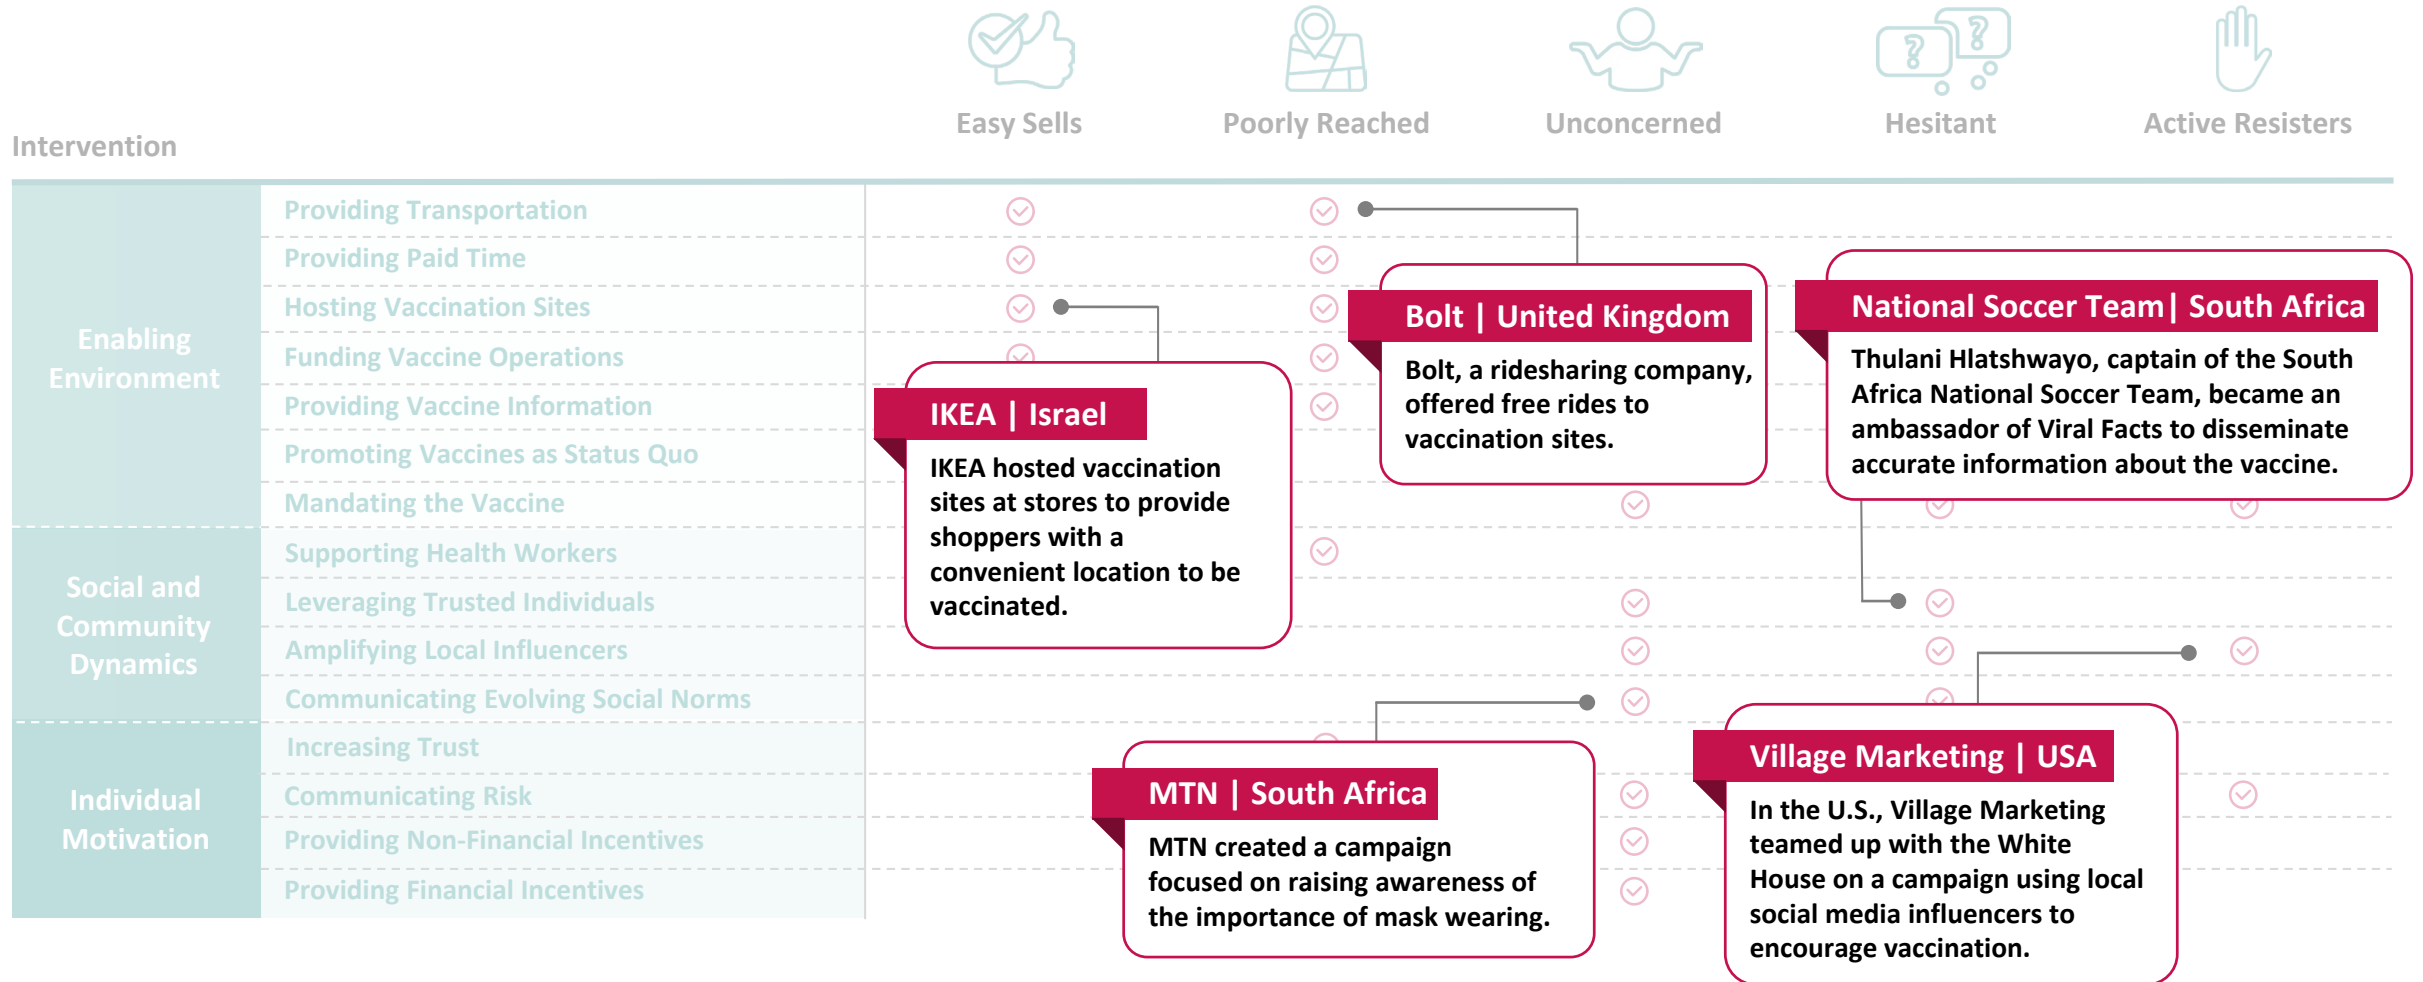 Easy Sells
Poorly Reached
Unconcerned
Hesitant
Active Resisters
Intervention
Enabling
Environment
Providing Transportation
Providing Paid Time
Hosting Vaccination Sites
Funding Vaccine Operations
Providing Vaccine Information
Promoting Vaccines as Status Quo
Mandating the Vaccine
Social and
Community
Dynamics
Supporting Health Workers
Leveraging Trusted Individuals
Amplifying Local Influencers
Communicating Evolving Social Norms
Individual
Motivation
Increasing Trust
Communicating Risk
Providing Non-Financial Incentives
Providing Financial Incentives
IKEA | Israel
IKEA hosted vaccination
sites at stores to provide
shoppers with a
convenient location to be
vaccinated.
Bolt | United Kingdom
Bolt, a ridesharing company,
offered free rides to
vaccination sites.
National Soccer Team| South Africa
Thulani Hlatshwayo, captain of the South
Africa National Soccer Team, became an
ambassador of Viral Facts to disseminate
accurate information about the vaccine.
MTN | South Africa
MTN created a campaign
focused on raising awareness of
the importance of mask wearing.
Village Marketing | USA
In the U.S., Village Marketing
teamed up with the White
House on a campaign using local
social media influencers to
encourage vaccination.
? ?